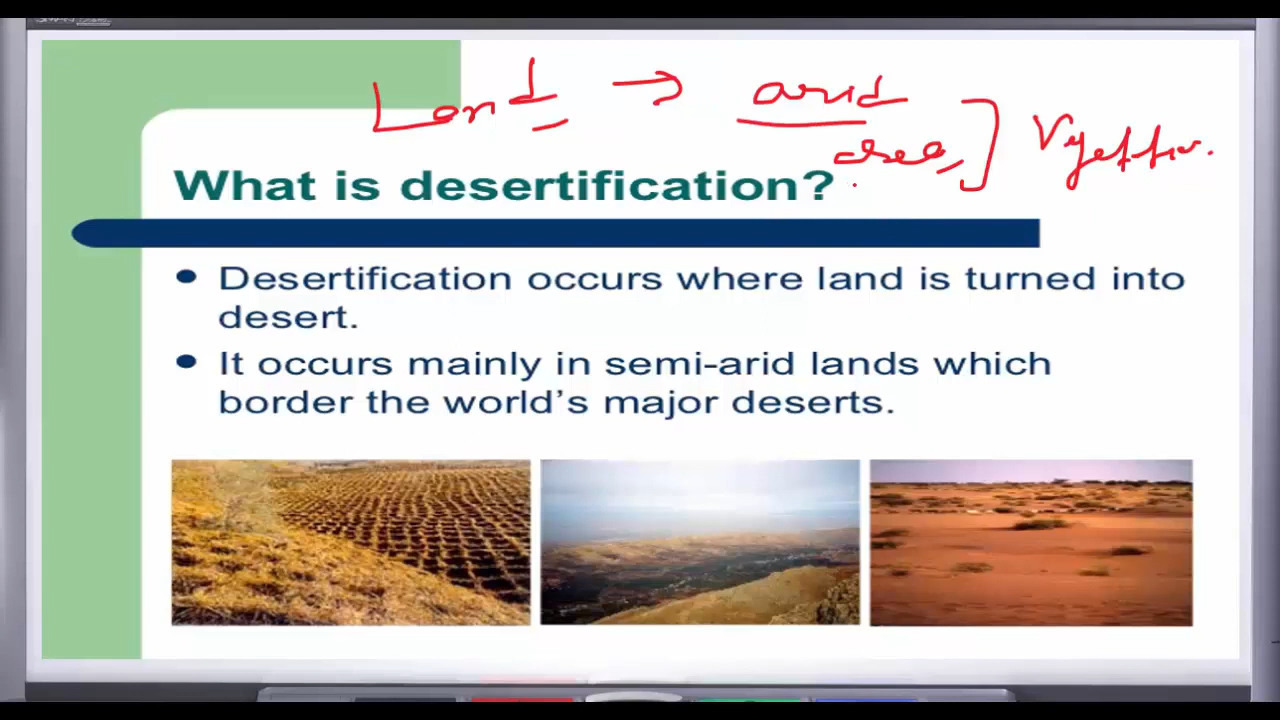 Land → arid
area,
What is desertification?
• Desertification occurs where land is turned into
desert.
• It occurs mainly in semi-arid lands which
border the world's major deserts.